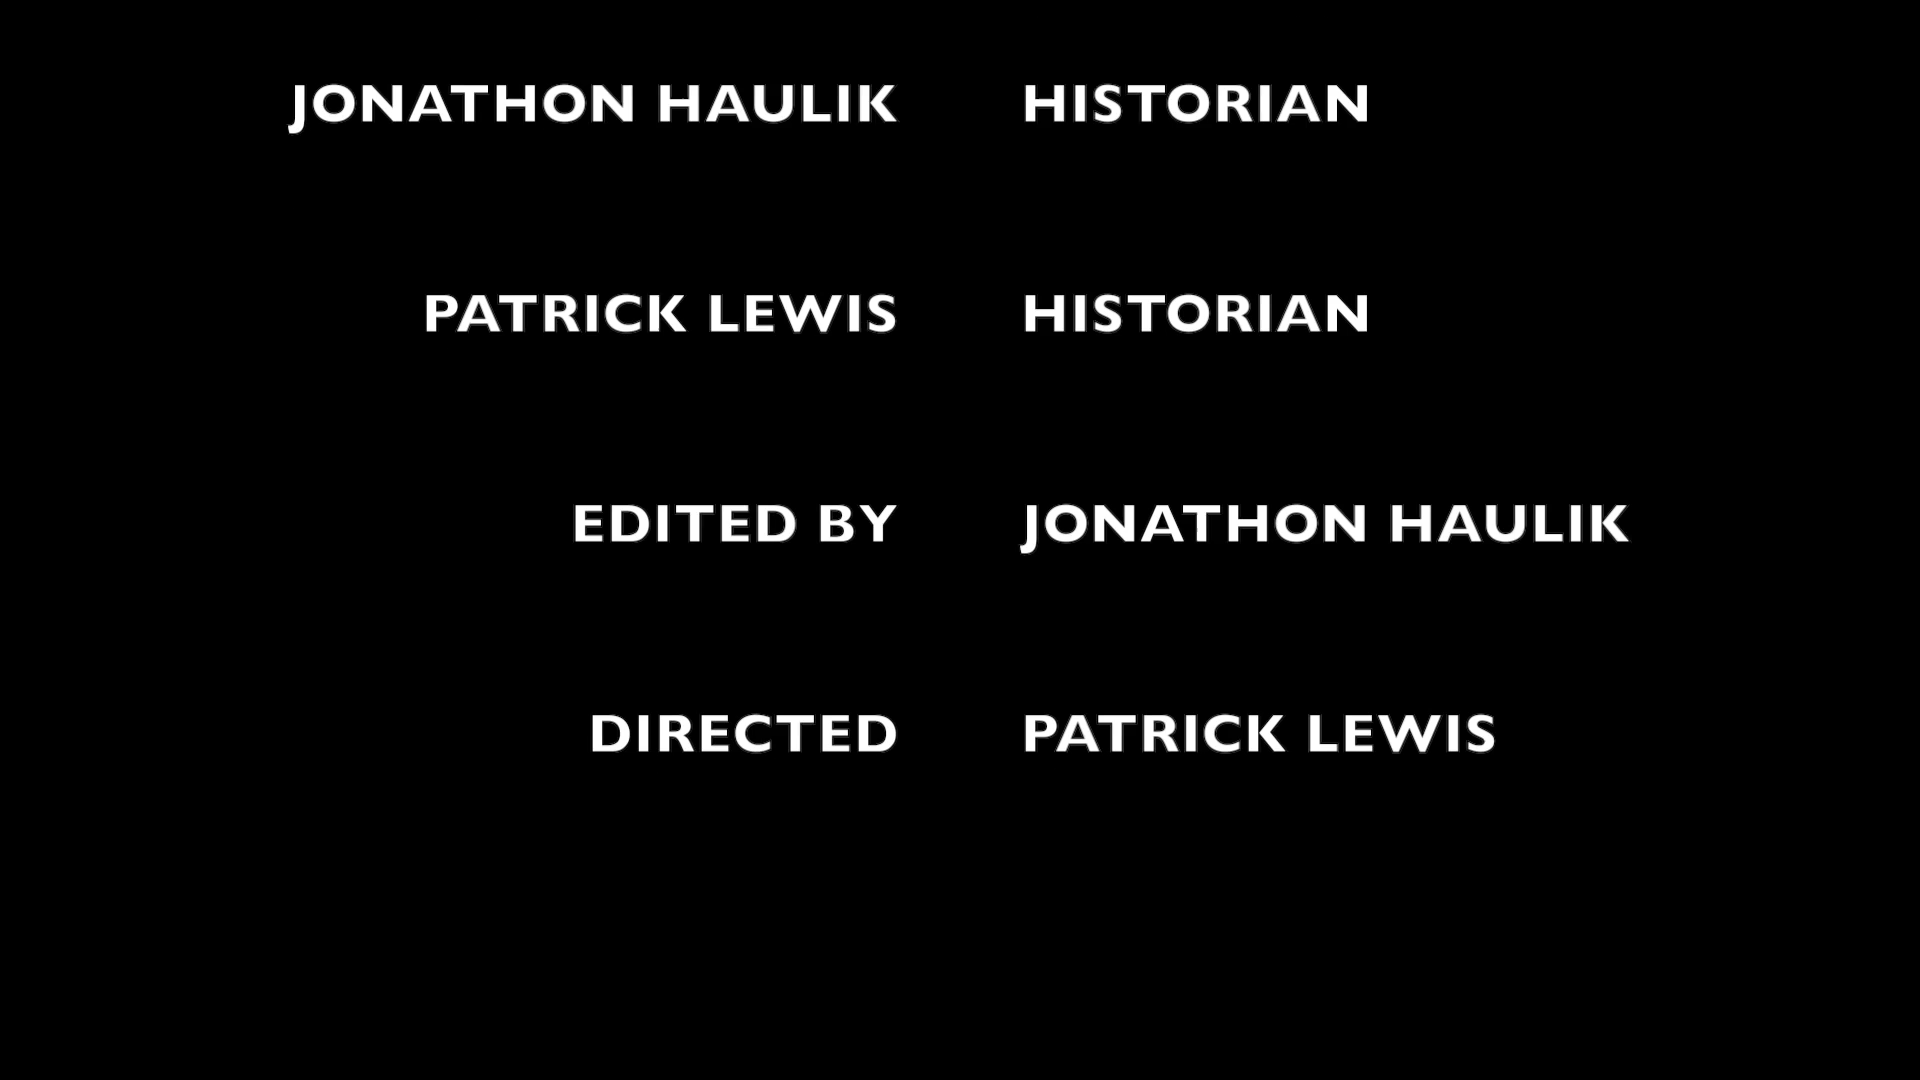 JONATHON HAULIK HISTORIAN
PATRICK LEWIS HISTORIAN
EDITED BY JONATHON HAULIK
DIRECTED PATRICK LEWIS